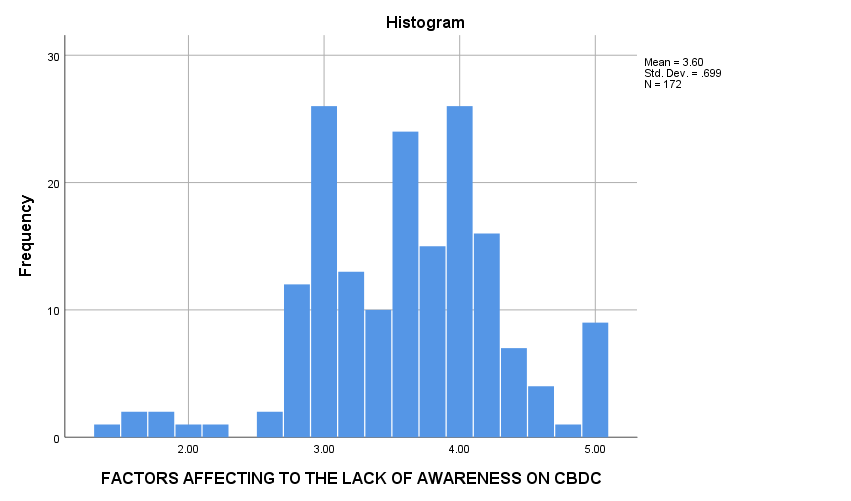 Histogram
Mean = 3.60
Std. Dev. = .699
N = 172
Frequency
30
20
10
0
2.00 3.00 4.00 5.00
FACTORS AFFECTING TO THE LACK OF AWARENESS ON CBDC